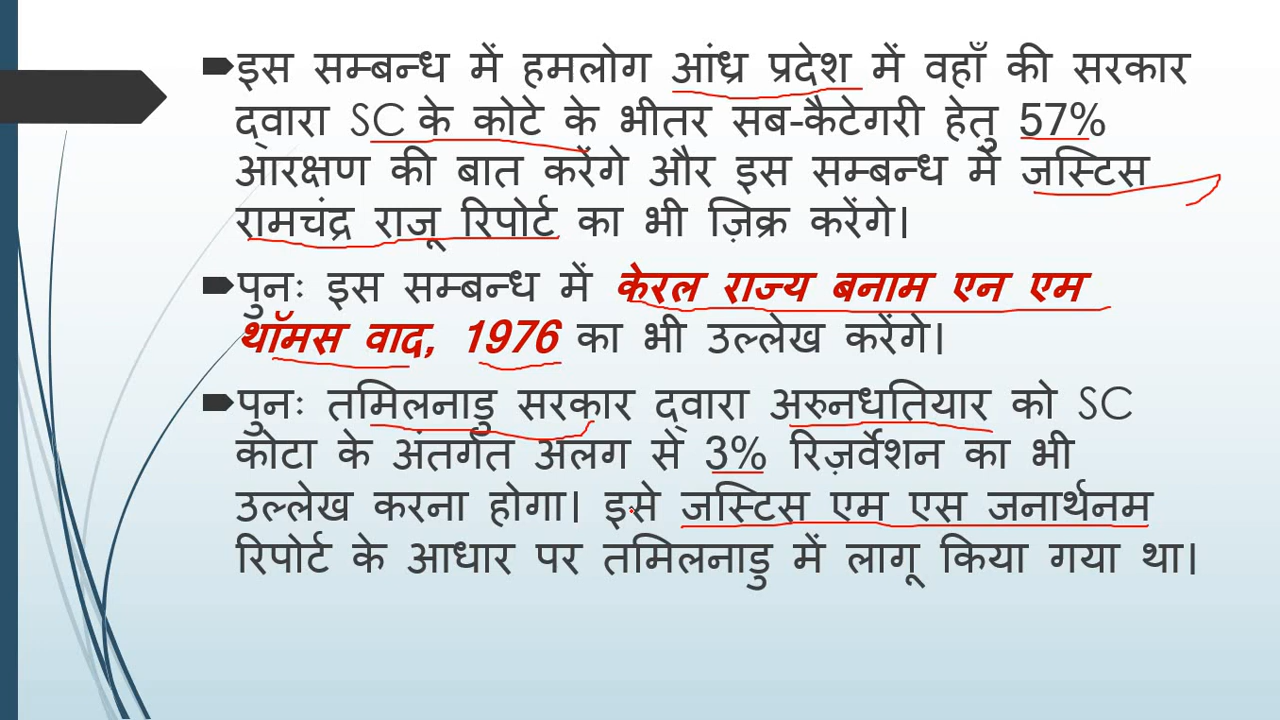 इस सम्बन्ध में हमलोग आंध्र प्रदेश में वहाँ की सरकार
द्वारा SC के कोटे के भीतर सब-कैटेगरी हेतु 57%
आरक्षण की बात करेंगे और इस सम्बन्ध में जस्टिस
रामचंद्र राजू रिपोर्ट का भी ज़िक्र करेंगे।
पुनः इस सम्बन्ध में केरल राज्य बनाम एन एम
थॉमस वाद, 1976 का भी उल्लेख करेंगे।
पुनः तमिलनाडु सरकार द्वारा अरुनधतियार को SC
कोटा के अंतर्गत अलग से 3% रिज़र्वेशन का भी
उल्लेख करना होगा। इसे जस्टिस एम एस जनार्थनम
रिपोर्ट के आधार पर तमिलनाडु में लागू किया गया था।